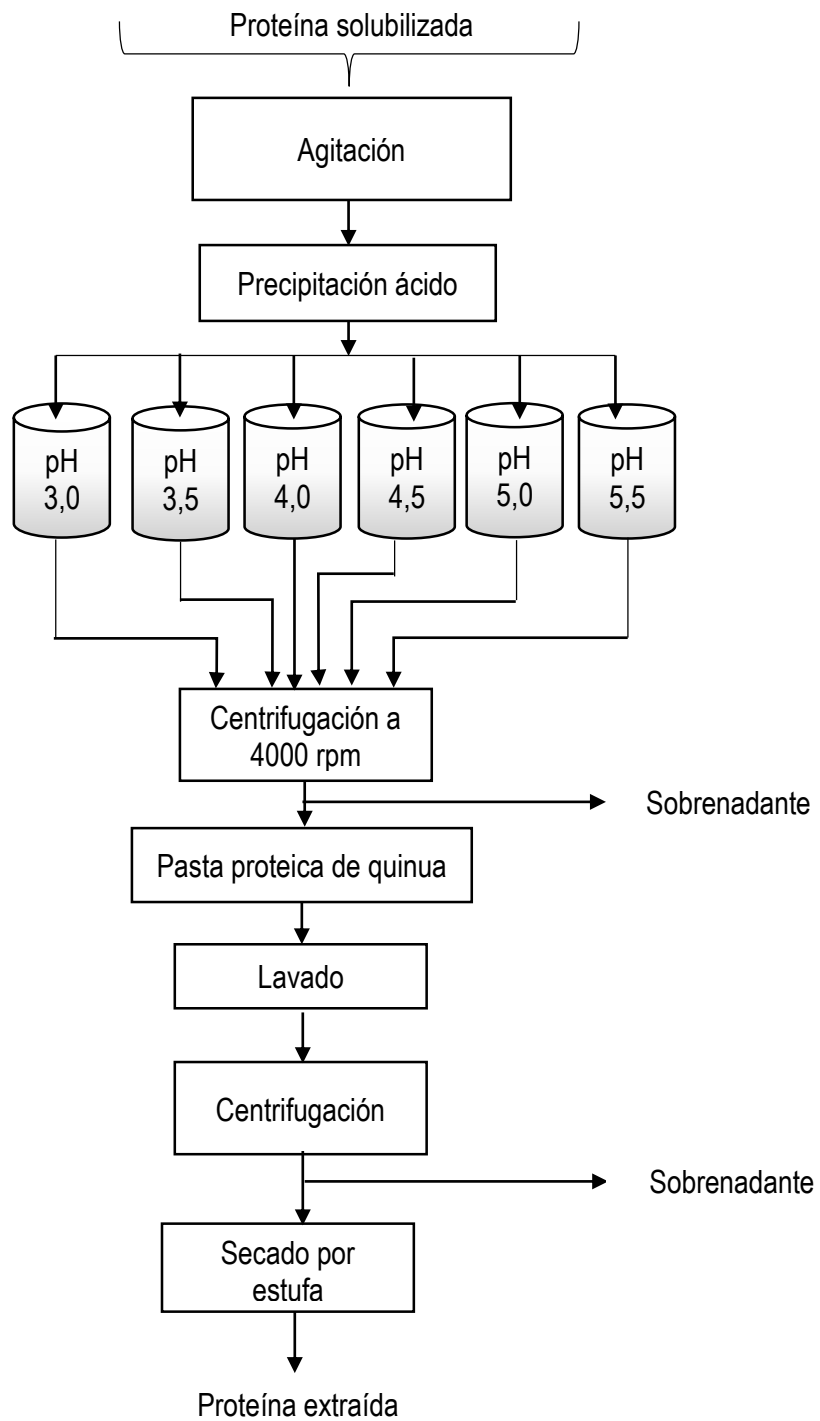 Proteína solubilizada
Agitación
Precipitación ácido
pH
3,0
pH
3,5
pH
4,0
pH
4,5
pH
5,0
pH
5,5
Centrifugación a
4000 rpm
Sobrenadante
Pasta proteica de quinua
Lavado
Centrifugación
Sobrenadante
Secado por
estufa
Proteína extraída